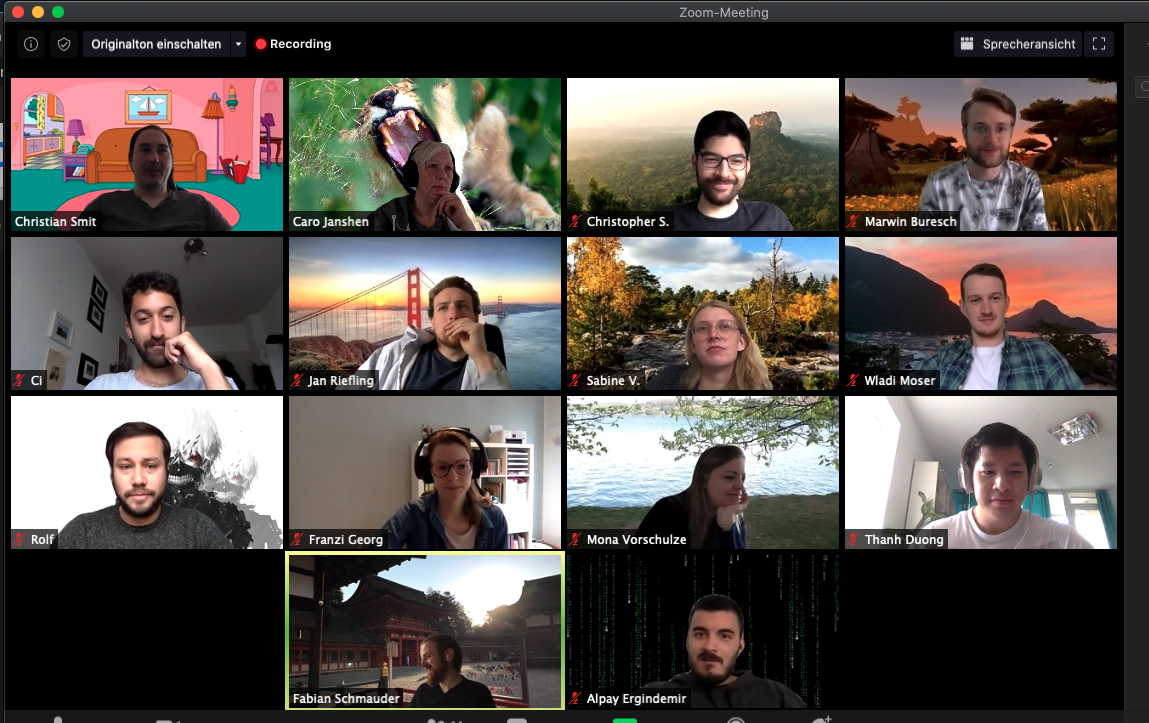 Zoom-Meeting
Originalton einschalten
Recording
Sprecheransicht
Christian Smit
Caro Janshen
Christopher S.
Marwin Buresch
Ci
Jan Riefling
Sabine V.
Wladi Moser
Rolf
Franzi Georg
Mona Vorschulze
Thanh Duong
Fabian Schmauder
Alpay Ergindemir